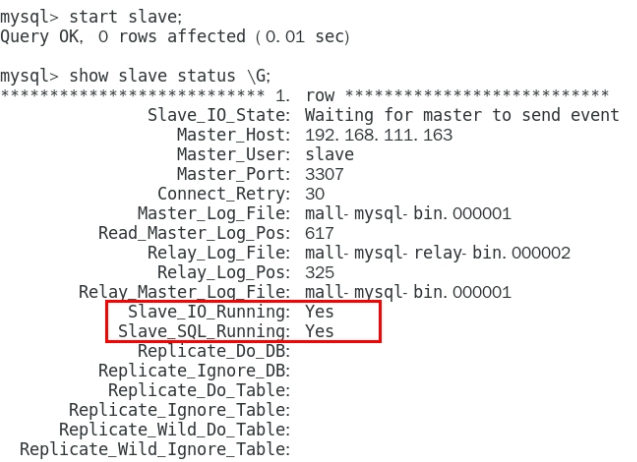 mysql> start slave;
Query OK, 0 rows affected (0.01 sec)
mysql> show slave status \G;
*************************** 1. row ***************************
Slave_IO_State: Waiting for master to send event
Master_Host: 192.168.111.163
Master_User: slave
Master_Port: 3307
Connect_Retry: 30
Master_Log_File: mall-mysql-bin.000001
Read_Master_Log_Pos: 617
Relay_Log_File: mall-mysql-relay-bin.000002
Relay_Log_Pos: 325
Relay_Master_Log_File: mall-mysql-bin.000001
Slave_IO_Running: Yes
Slave_SQL_Running: Yes
Replicate_Do_DB:
Replicate_Ignore_DB:
Replicate_Do_Table:
Replicate_Ignore_Table:
Replicate_Wild_Do_Table:
Replicate_Wild_Ignore_Table: